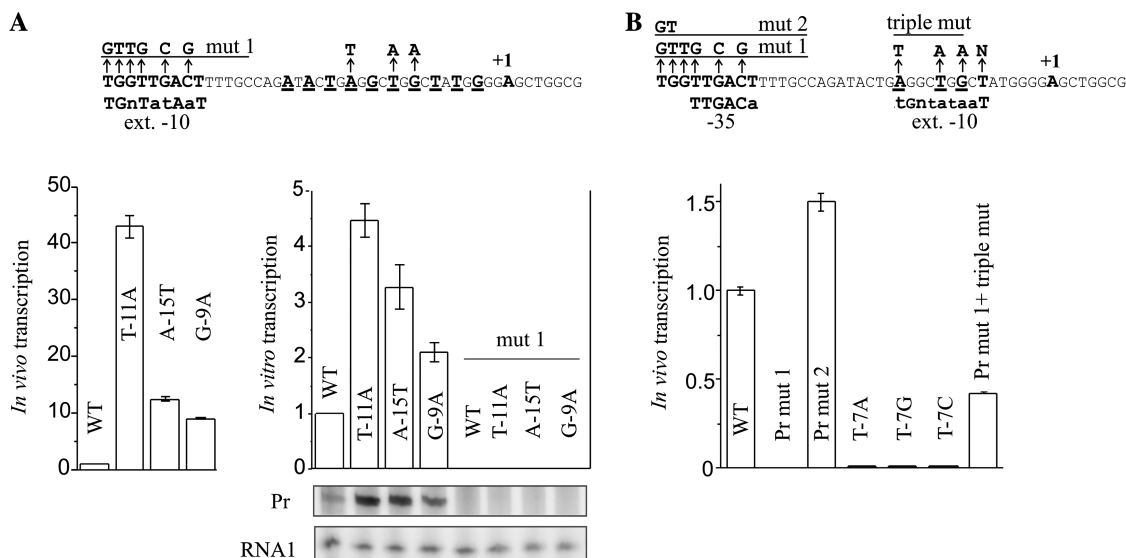 A
GTTG C G mut 1
T A A
+1
TGGTTGACTTTTGCCAGATACTGAGGCTGGCTATGGGGAGCTGGCG
TGnTatAaT
ext. -10
In vivo transcription
50
40
30
20
10
0
WT
T-11A
A-15T
G-9A
In vitro transcription
5
4
3
2
1
0
WT
T-11A
A-15T
G-9A
mut 1
WT
T-11A
A-15T
G-9A
Pr
RNA1
B
GT mut 2
GTTG C G mut 1
triple mut
T A A N
+1
TGGTTGACTTTTGCCAGATACTGAGGCTGGCTATGGGGAGCTGGCG
TTGACa
-35
tGntataaT
ext. -10
In vivo transcription
1.5
1.0
0.5
0
WT
Pr mut 1
Pr mut 2
T-7A
T-7G
T-7C
Pr mut 1+ triple mut